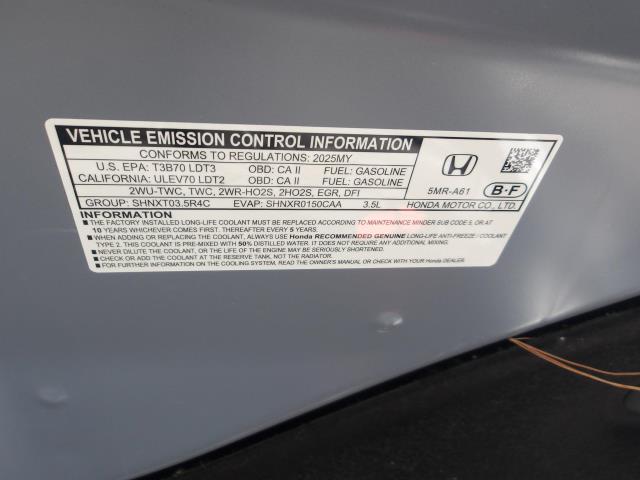 VEHICLE EMISSION CONTROL INFORMATION
CONFORMS TO REGULATIONS: 2025MY
U.S. EPA: T3B70 LDT3 OBD: CA II FUEL: GASOLINE
CALIFORNIA: ULEV70 LDT2 OBD: CA II FUEL: GASOLINE
2WU-TWC, TWC, 2WR-HO2S, 2HO2S, EGR, DFI
GROUP: SHNXT03.5R4C EVAP: SHNXR0150CAA 3.5L
5MR-A61 B-F
HONDA MOTOR CO., LTD.
INFORMATION
■ THE FACTORY INSTALLED LONG-LIFE COOLANT MUST BE REPLACED ACCORDING TO MAINTENANCE MINDER SUB CODE 5, OR AT
10 YEARS WHICHEVER COMES FIRST. THEREAFTER EVERY 5 YEARS.
■ WHEN REPLACING COOLANT, USE Honda RECOMMENDED GENUINE LONG-LIFE ANTI-FREEZE / COOLANT
TYPE 2. THIS COOLANT IS PRE-MIXED WITH 50% DISTILLED WATER. IT DOES NOT REQUIRE ANY ADDITIONAL MIXING.
■ NEVER DILUTE THE COOLANT, OR LIFE OF THE ENGINE MAY BE SERIOUSLY SHORTENED.
■ CHECK OR ADD THE COOLANT AT THE RESERVE TANK, NOT THE RADIATOR.
■ FOR FURTHER INFORMATION ON THE COOLING SYSTEM, READ THE OWNER'S MANUAL OR CHECK WITH YOUR Honda DEALER.